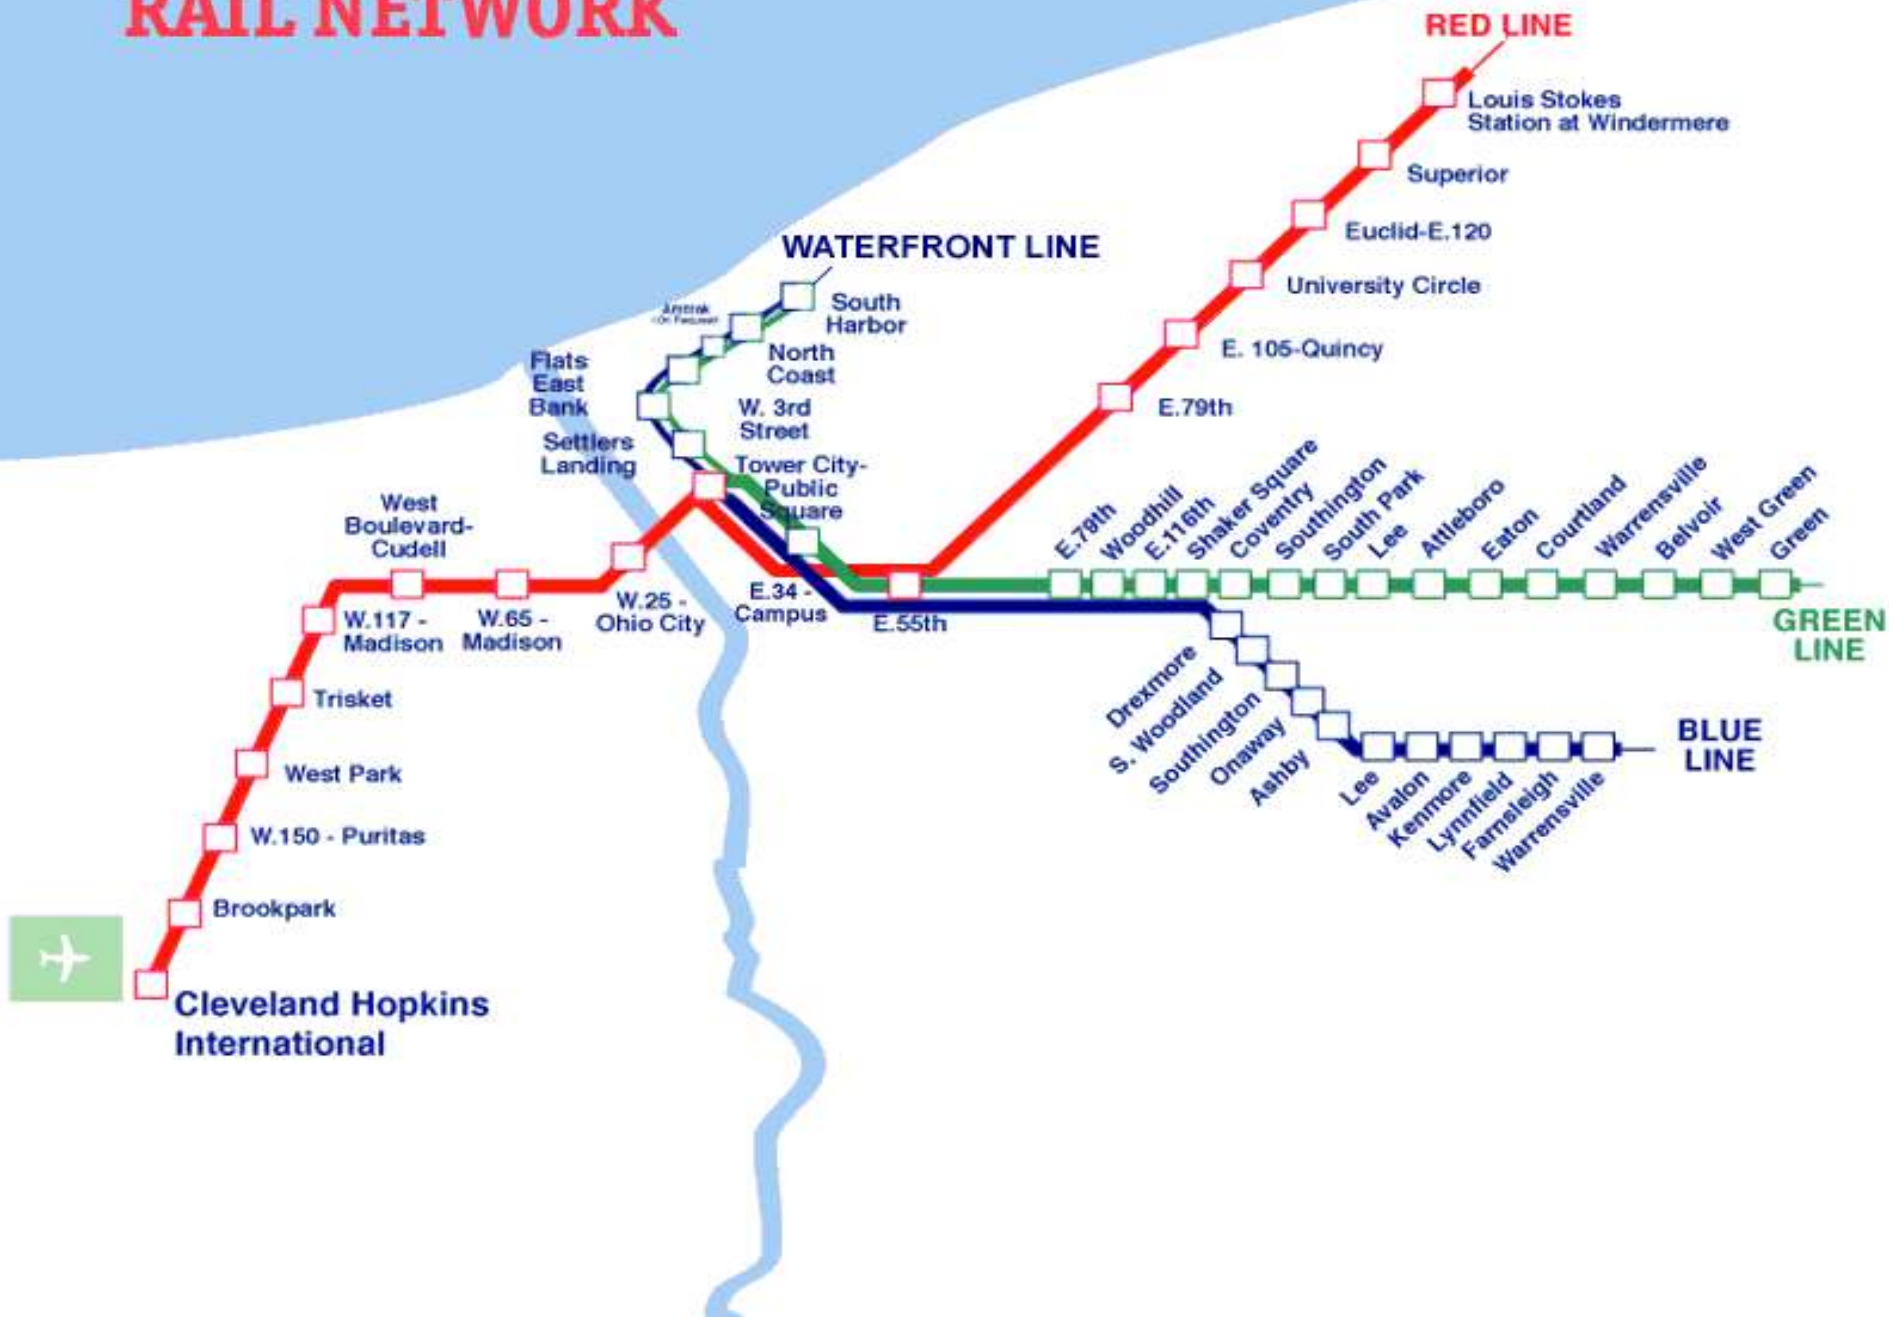 RAIL NETWORK
RED LINE
Louis Stokes
Station at Windermere
Superior
Euclid-E.120
University Circle
E. 105-Quincy
E.79th
WATERFRONT LINE
South
Harbor
Amtrak
North
Coast
Flats
East
Bank
W. 3rd
Street
Settlers
Landing
Tower City-
Public
Square
West
Boulevard-
Cudell
W.117 -
Madison
W.65 -
Madison
W.25 -
Ohio City
E.34 -
Campus
E.55th
E.79th
Woodhill
E.116th
Shaker Square
Coventry
Southington
South Park
Lee
Attleboro
Eaton
Courtland
Warrensville
Belvoir
West Green
Green
GREEN
LINE
Drexmore
S. Woodland
Southington
Onaway
Ashby
Lee
Avalon
Kenmore
Lynnfield
Farnsleigh
Warrensville
BLUE
LINE
Trisket
West Park
W.150 - Puritas
Brookpark
Cleveland Hopkins
International